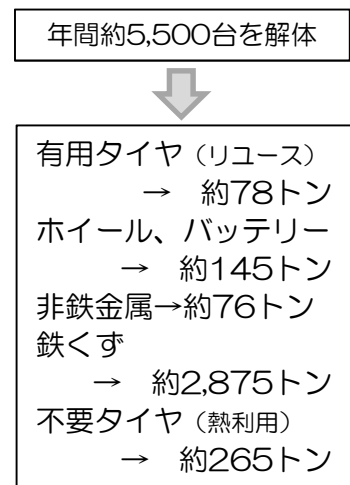 年間約5,500台を解体
有用タイヤ（リユース）
→　約78トン
ホイール、バッテリー
→　約145トン
非鉄金属→約76トン
鉄くず
→　約2,875トン
不要タイヤ（熱利用）
→　約265トン